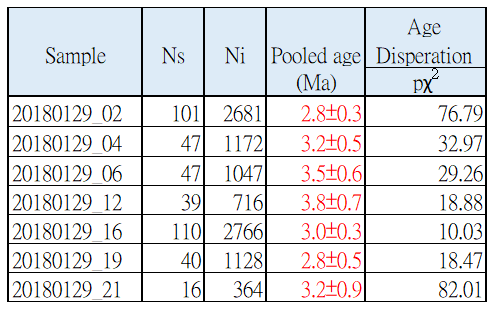 Sample Ns Ni Pooled age (Ma) Age Disperation pχ²
20180129_02 101 2681 2.8±0.3 76.79
20180129_04 47 1172 3.2±0.5 32.97
20180129_06 47 1047 3.5±0.6 29.26
20180129_12 39 716 3.8±0.7 18.88
20180129_16 110 2766 3.0±0.3 10.03
20180129_19 40 1128 2.8±0.5 18.47
20180129_21 16 364 3.2±0.9 82.01